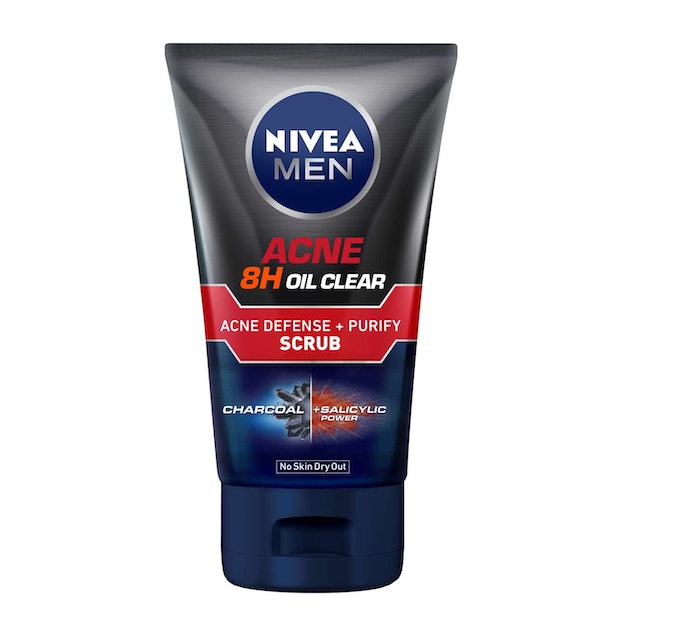 NIVEA
MEN
ACNE
8H OIL CLEAR
ACNE DEFENSE + PURIFY
SCRUB
CHARCOAL +SALICYLIC
POWER
No Skin Dry Out